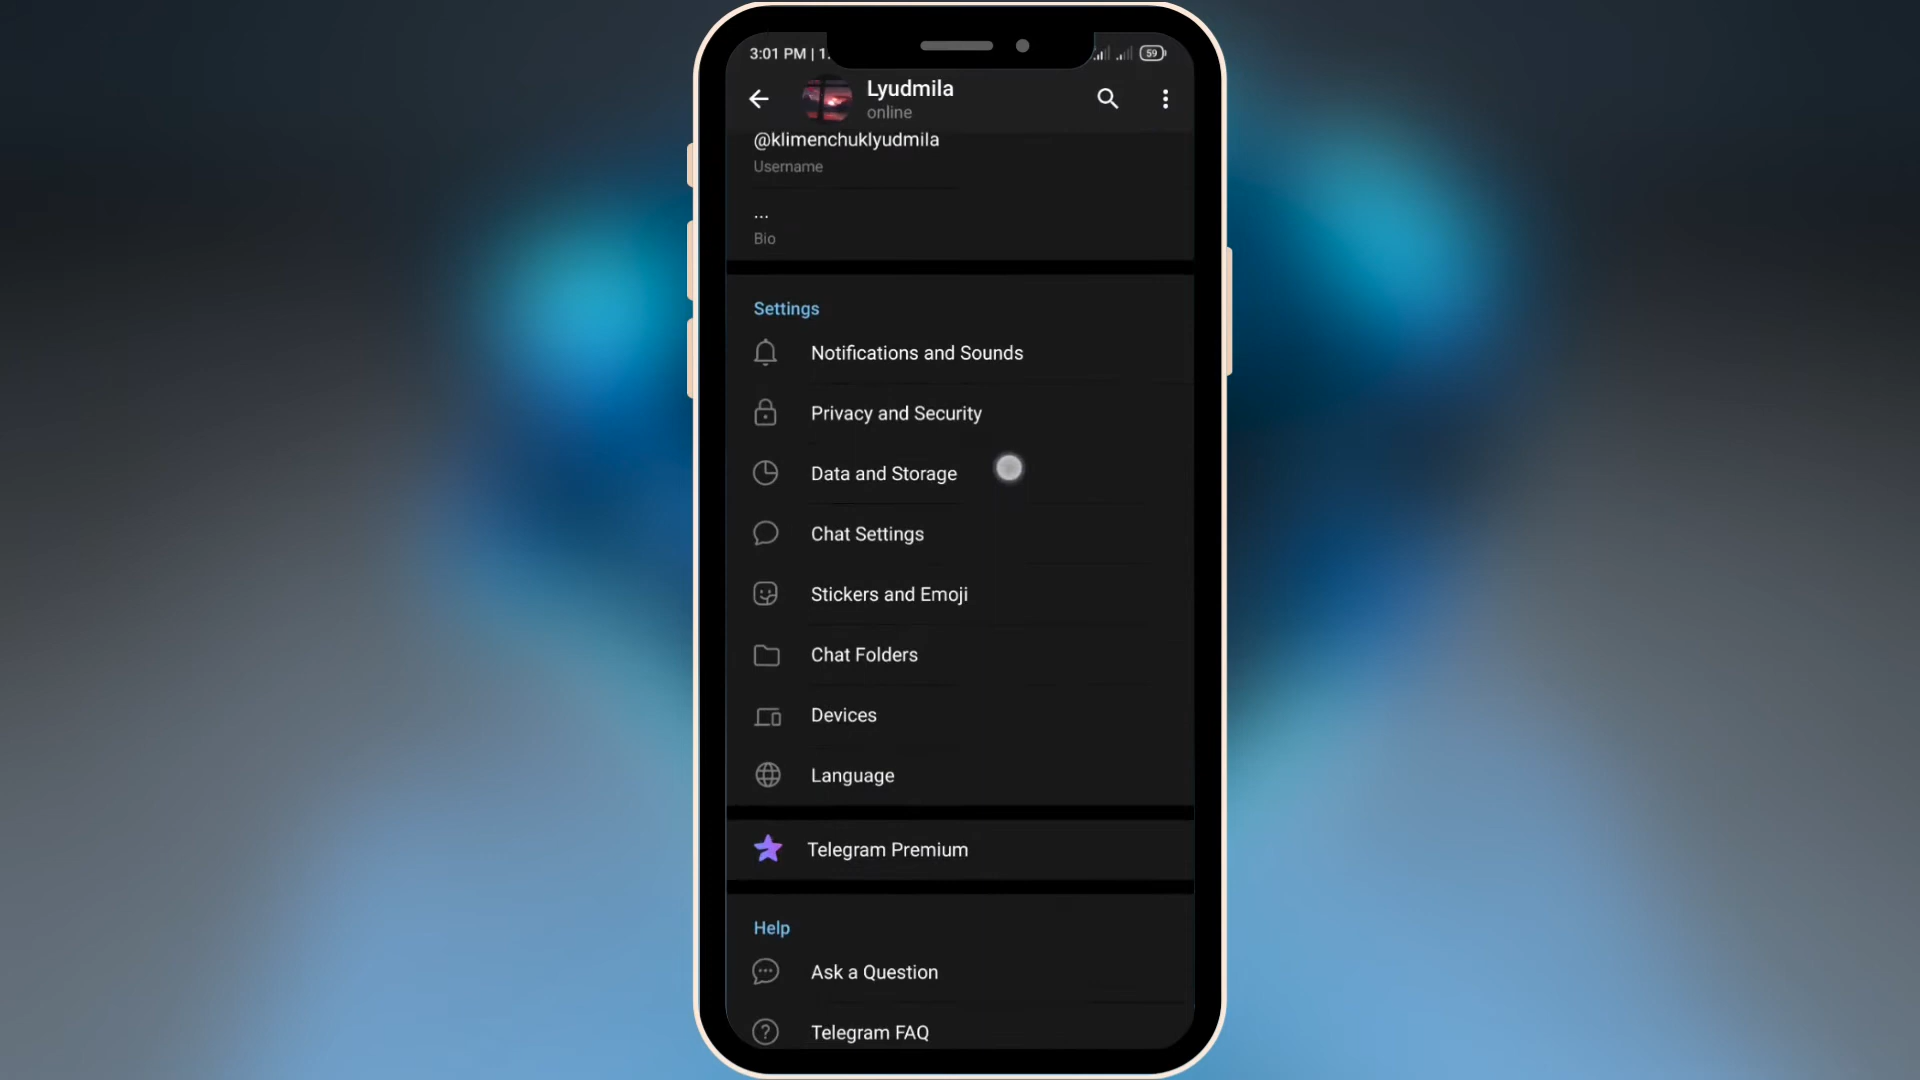 3:01 PM | 1.
59
Lyudmila
online
@klimenchuklyudmila
Username
...
Bio
Settings
Notifications and Sounds
Privacy and Security
Data and Storage
Chat Settings
Stickers and Emoji
Chat Folders
Devices
Language
Telegram Premium
Help
Ask a Question
Telegram FAQ